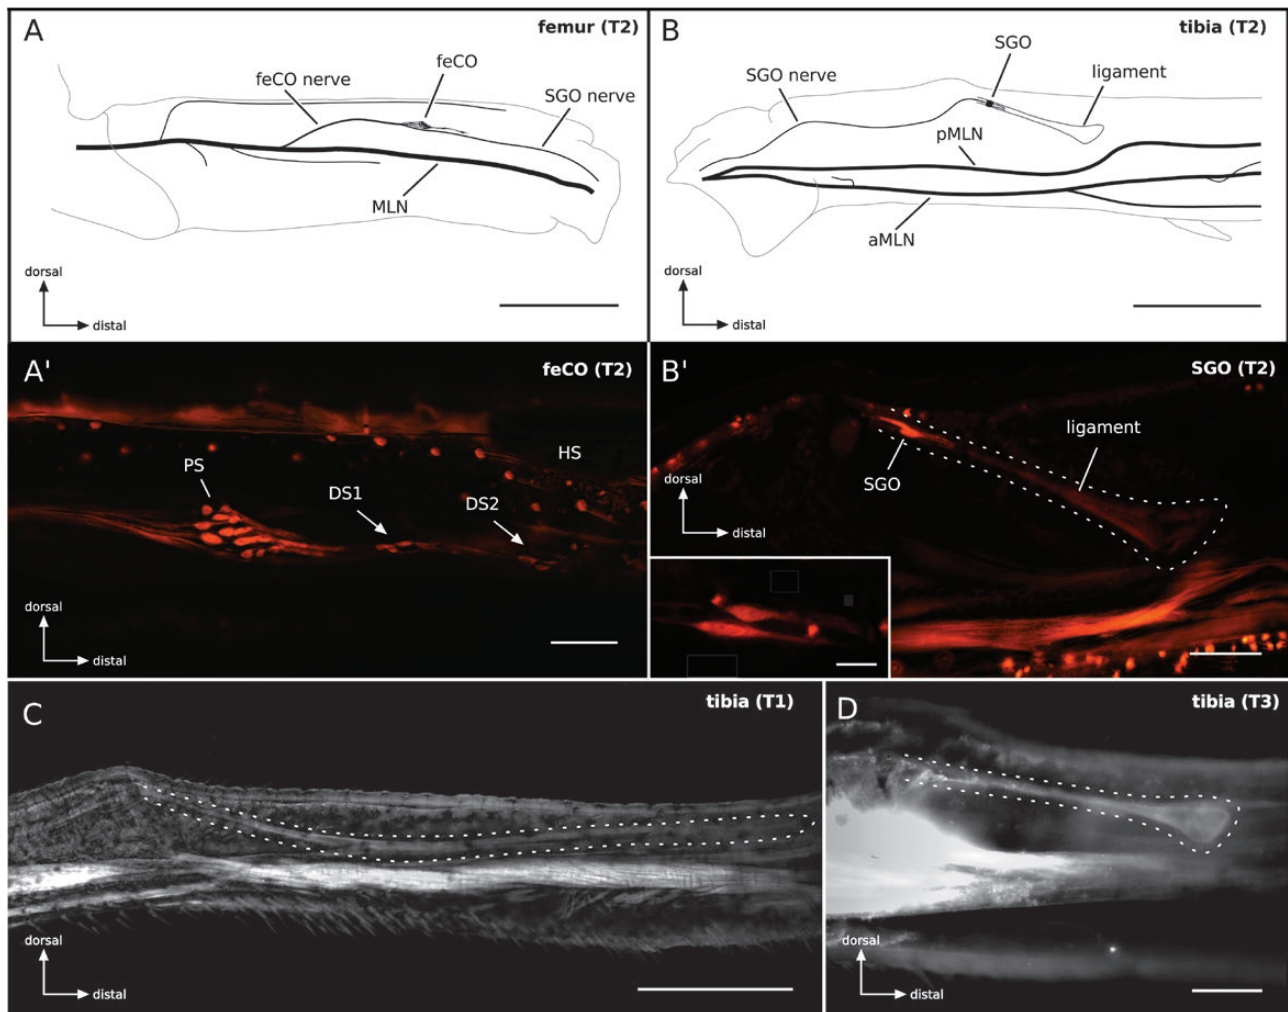 A
femur (T2)
feCO
feCO nerve
SGO nerve
MLN
dorsal
distal
B
tibia (T2)
SGO
ligament
SGO nerve
pMLN
aMLN
dorsal
distal
A'
feCO (T2)
HS
PS
DS1
DS2
dorsal
distal
B'
SGO (T2)
ligament
SGO
dorsal
distal
C
tibia (T1)
dorsal
distal
D
tibia (T3)
dorsal
distal